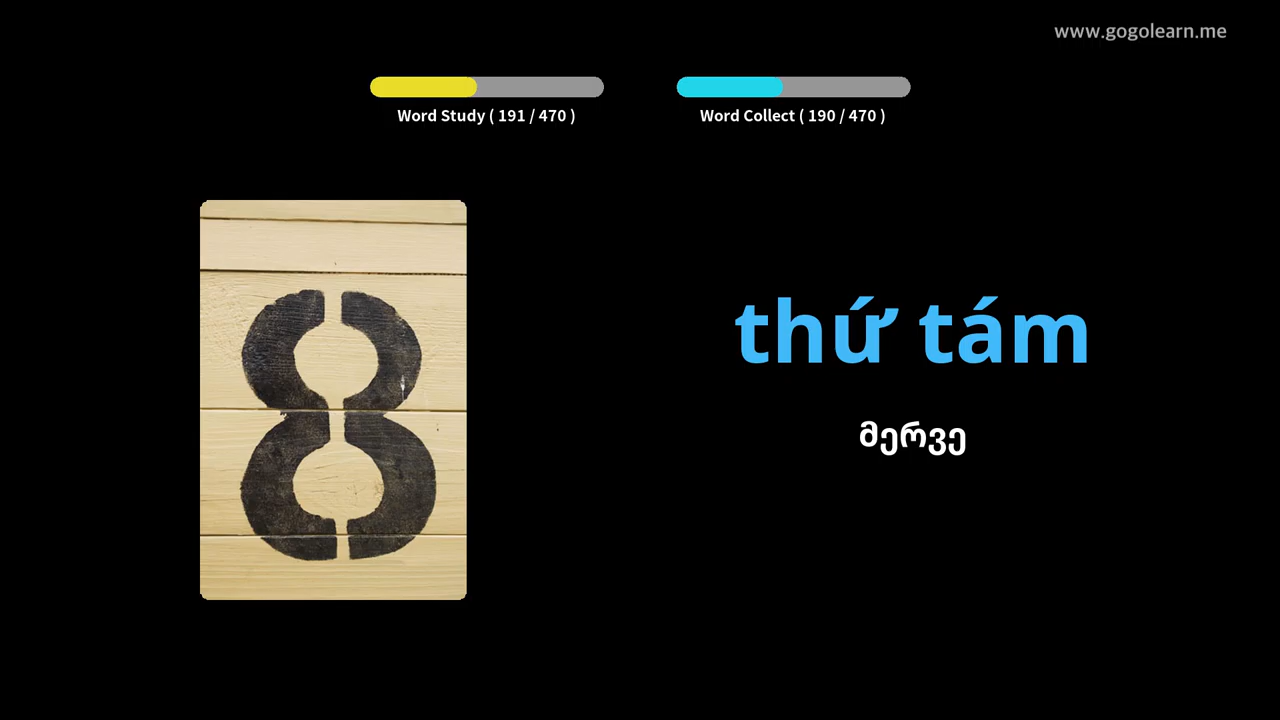 www.gogolearn.me
Word Study ( 191 / 470 )
Word Collect ( 190 / 470 )
8
thứ tám
მერვე